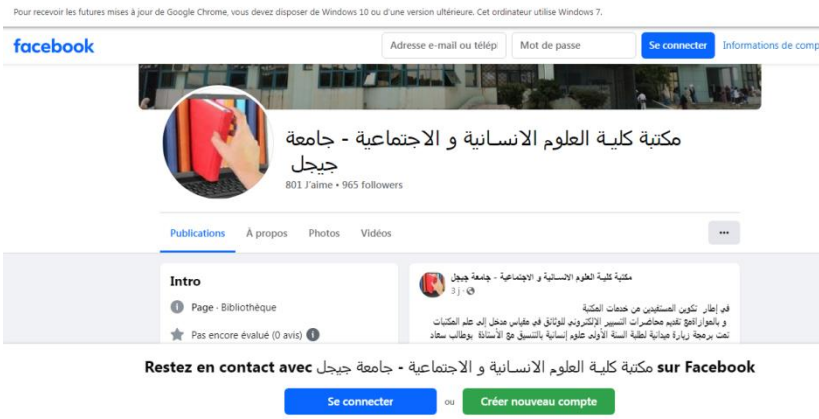 Pour recevoir les futures mises à jour de Google Chrome, vous devez disposer de Windows 10 ou d'une version ultérieure. Cet ordinateur utilise Windows 7.
facebook
Adresse e-mail ou télép
Mot de passe
Se connecter
Informations de comp
مكتبة كلية العلوم الانسانية و الاجتماعية - جامعة
جيجل
801 J'aime • 965 followers
Publications
À propos
Photos
Vidéos
Intro
Page · Bibliothèque
Pas encore évalué (0 avis)
مكتبة كلية العلوم الانسانية و الاجتماعية - جامعة جيجل
3 j
في إطار تكوين المستفيدين من خدمات المكتبة
و بالموازاةمع تقديم محاضرات التسيير الإلكتروني للوثائق في مقياس مدخل إلى علم المكتبات
تمت برمجة زيارة ميدانية لطلبة السنة الأولى علوم إنسانية بالتنسيق مع الأستاذة بوطالب سعاد
Restez en contact avec مكتبة كلية العلوم الانسانية و الاجتماعية - جامعة جيجل sur Facebook
Se connecter
ou
Créer nouveau compte